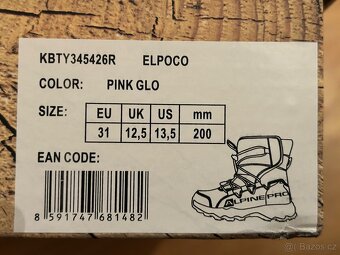 KBTY345426R ELPOCO
COLOR: PINK GLO
SIZE: EU UK US mm
31 12,5 13,5 200
EAN CODE:
ALPINE PRO
8 591747 681482
Bazoš.cz